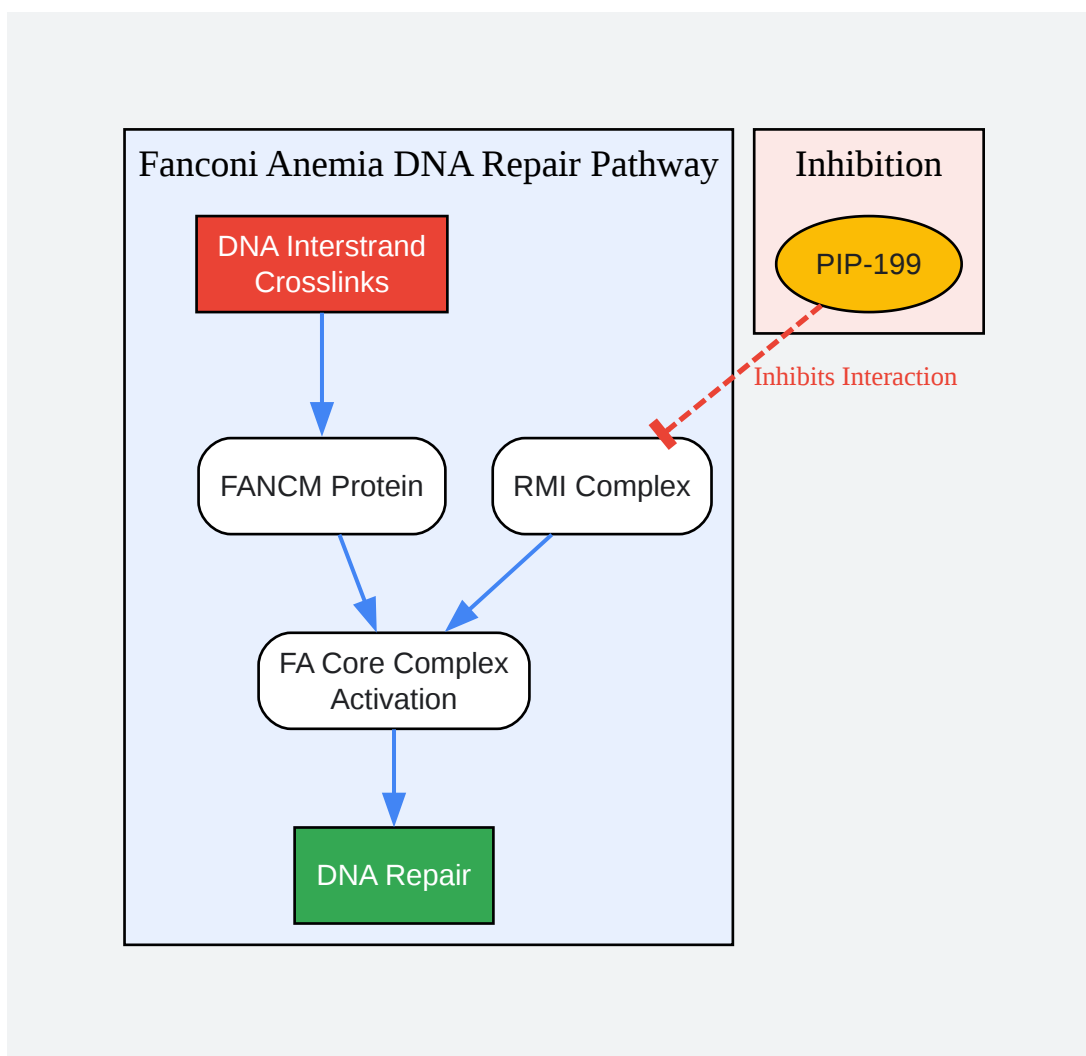 Fanconi Anemia DNA Repair Pathway
Inhibition
DNA Interstrand
Crosslinks
PIP-199
Inhibits Interaction
FANCM Protein
RMI Complex
FA Core Complex
Activation
DNA Repair